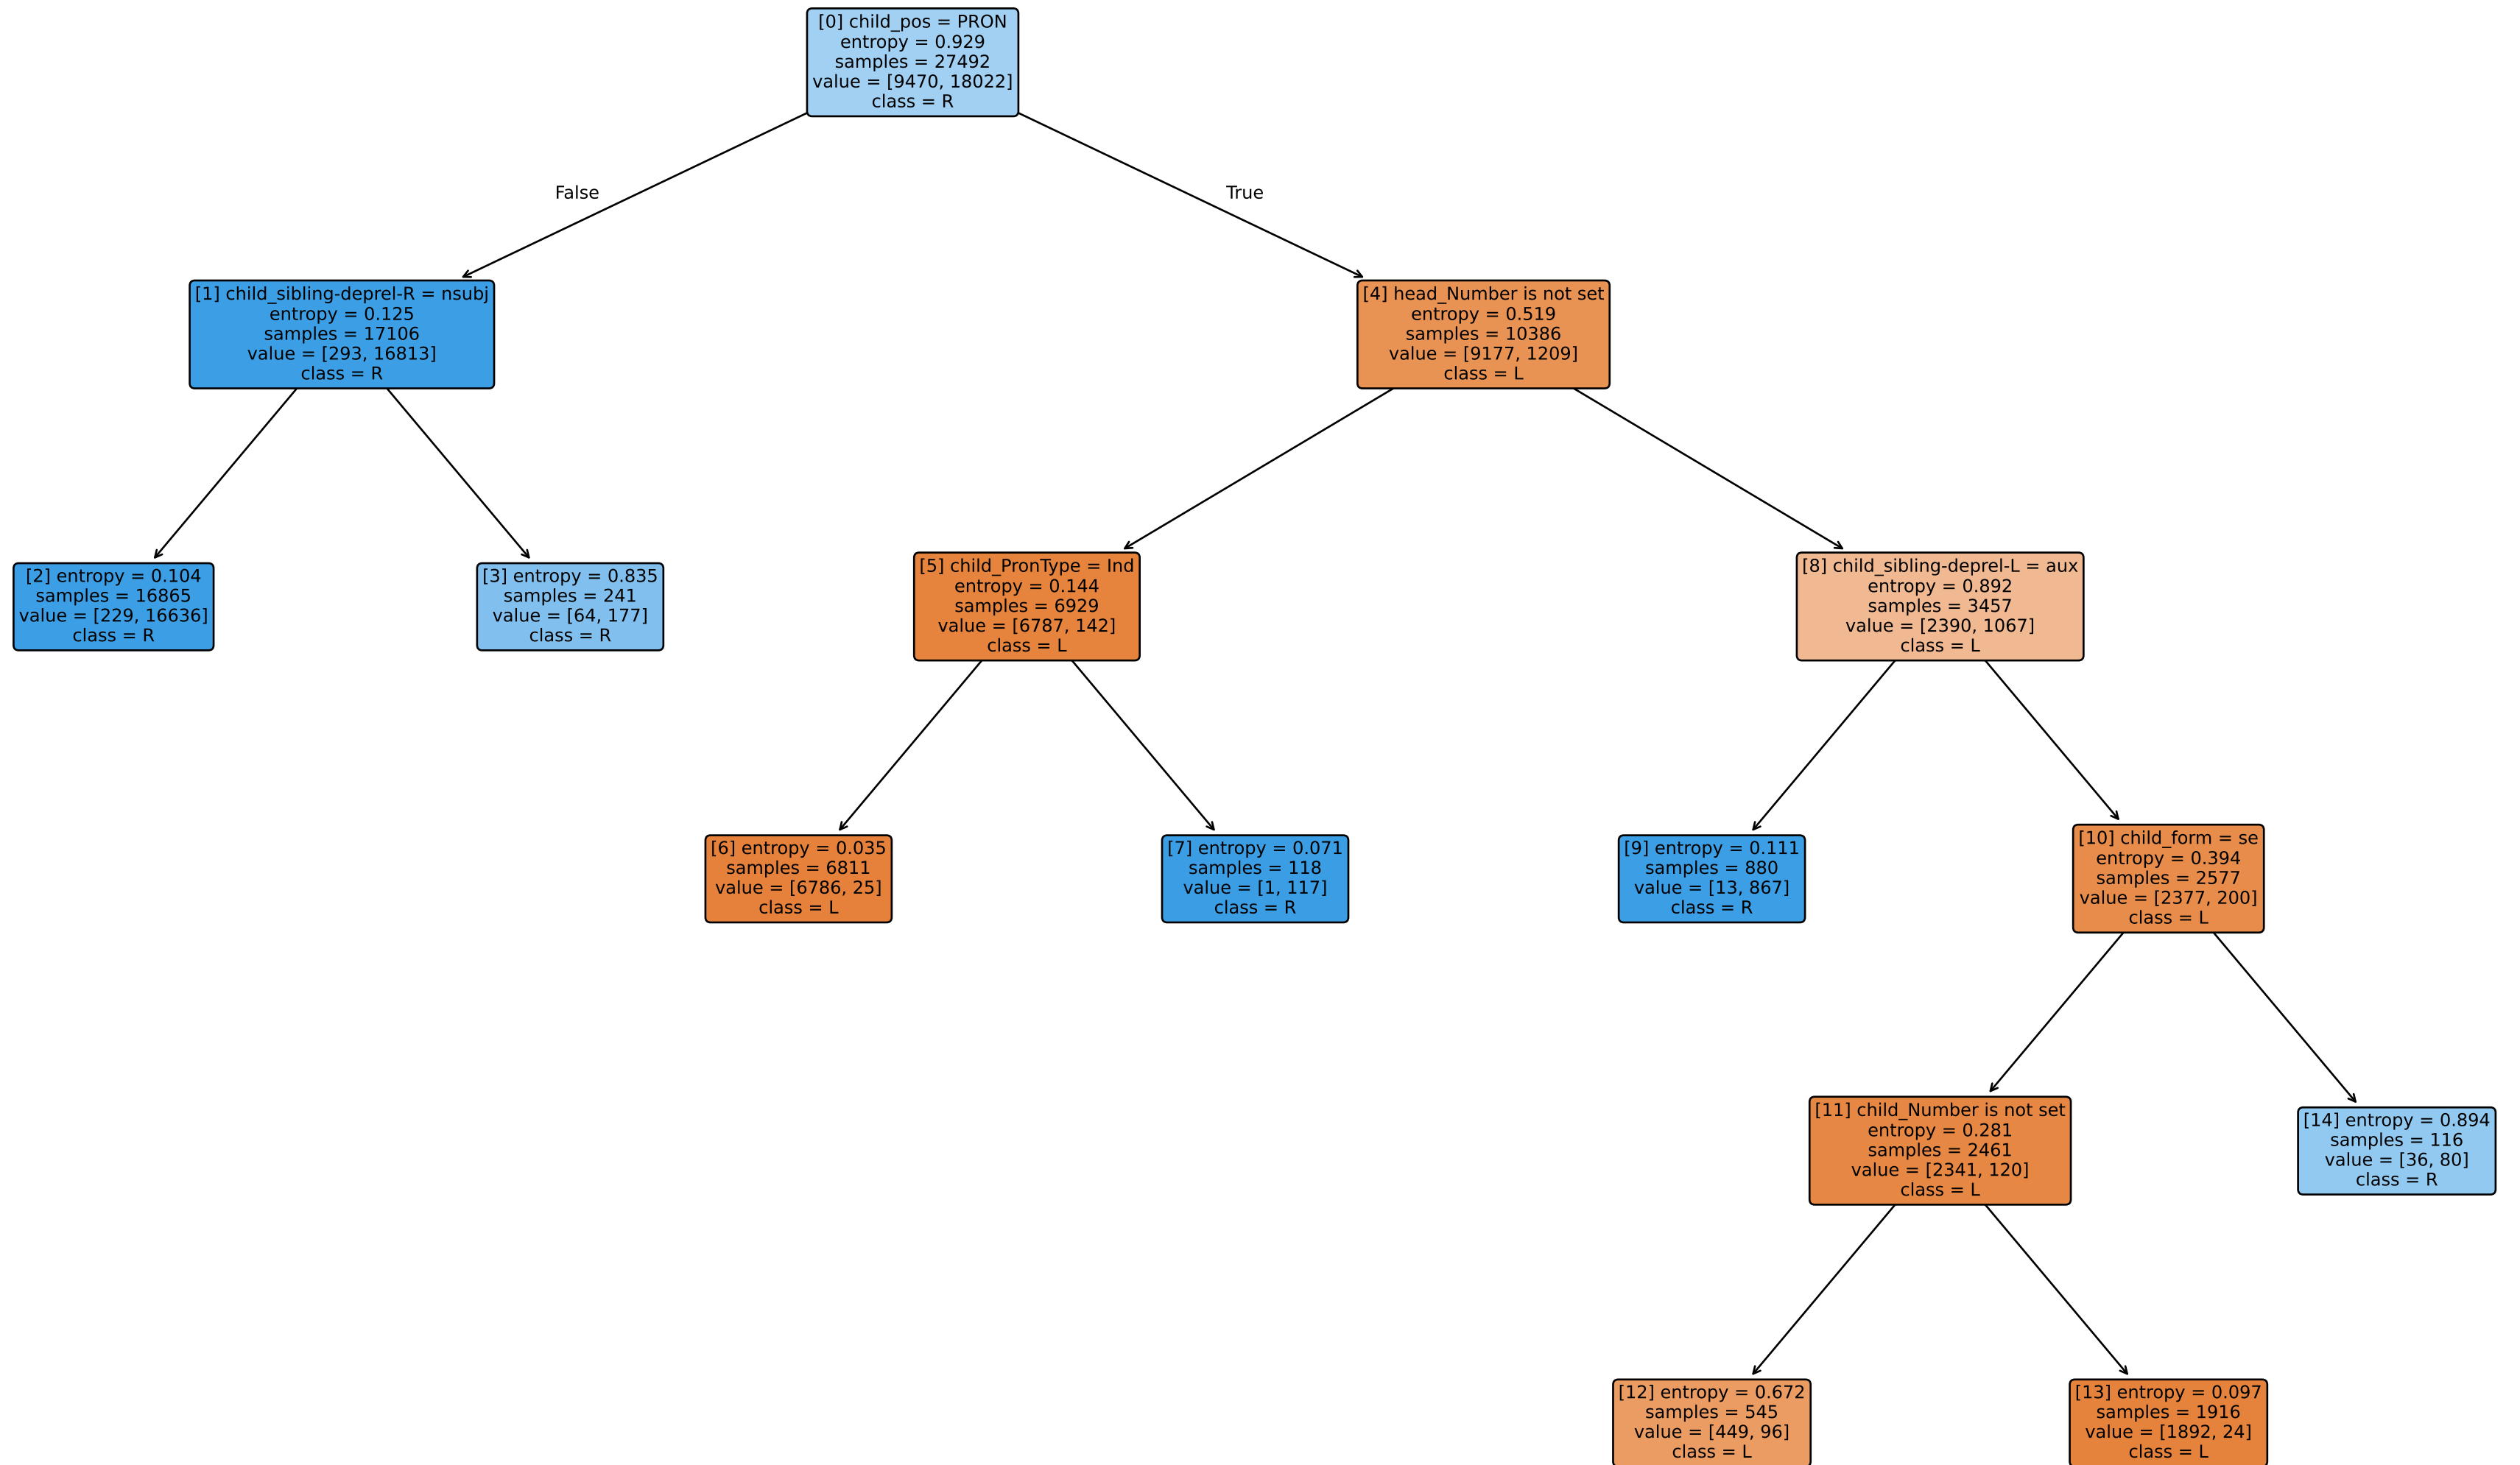 [0] child_pos = PRON
entropy = 0.929
samples = 27492
value = [9470, 18022]
class = R
False
True
[1] child_sibling-deprel-R = nsubj
entropy = 0.125
samples = 17106
value = [293, 16813]
class = R
[4] head_Number is not set
entropy = 0.519
samples = 10386
value = [9177, 1209]
class = L
[2] entropy = 0.104
samples = 16865
value = [229, 16636]
class = R
[3] entropy = 0.835
samples = 241
value = [64, 177]
class = R
[5] child_PronType = Ind
entropy = 0.144
samples = 6929
value = [6787, 142]
class = L
[8] child_sibling-deprel-L = aux
entropy = 0.892
samples = 3457
value = [2390, 1067]
class = L
[6] entropy = 0.035
samples = 6811
value = [6786, 25]
class = L
[7] entropy = 0.071
samples = 118
value = [1, 117]
class = R
[9] entropy = 0.111
samples = 880
value = [13, 867]
class = R
[10] child_form = se
entropy = 0.394
samples = 2577
value = [2377, 200]
class = L
[11] child_Number is not set
entropy = 0.281
samples = 2461
value = [2341, 120]
class = L
[14] entropy = 0.894
samples = 116
value = [36, 80]
class = R
[12] entropy = 0.672
samples = 545
value = [449, 96]
class = L
[13] entropy = 0.097
samples = 1916
value = [1892, 24]
class = L